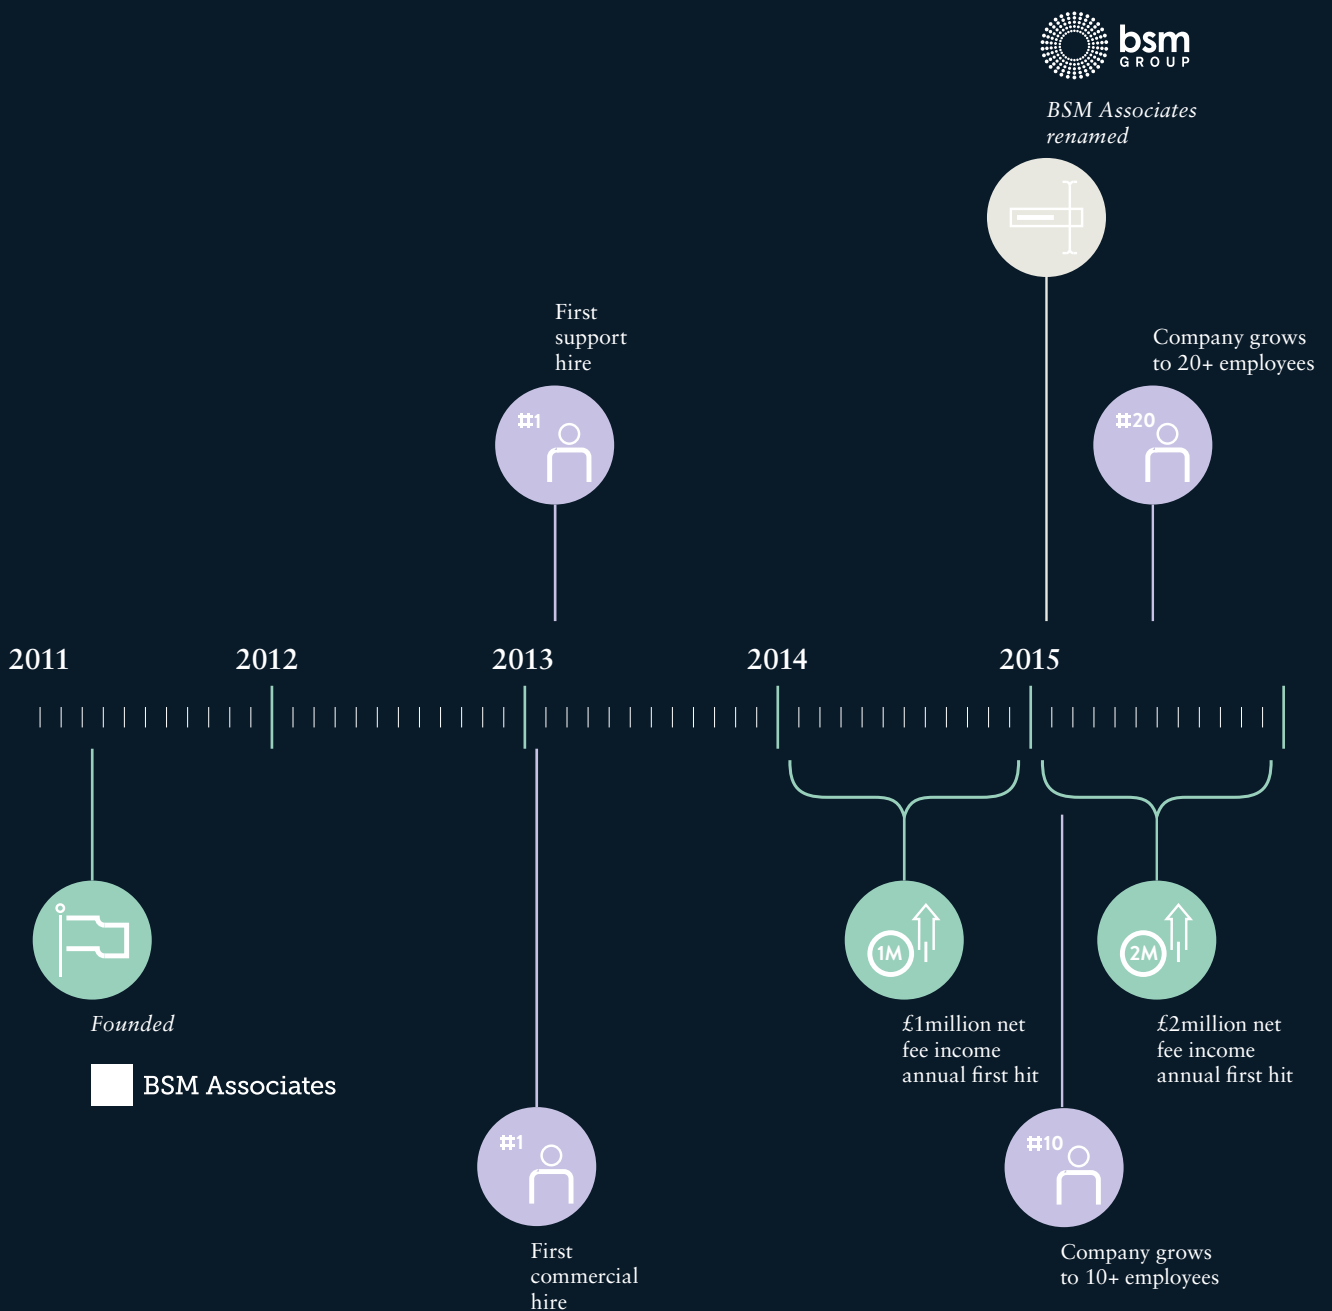 bsm
GROUP
BSM Associates
renamed
First
support
hire
#1
Company grows
to 20+ employees
#20
2011
2012
2013
2014
2015
Founded
BSM Associates
1M
£1million net
fee income
annual first hit
2M
£2million net
fee income
annual first hit
#1
First
commercial
hire
#10
Company grows
to 10+ employees